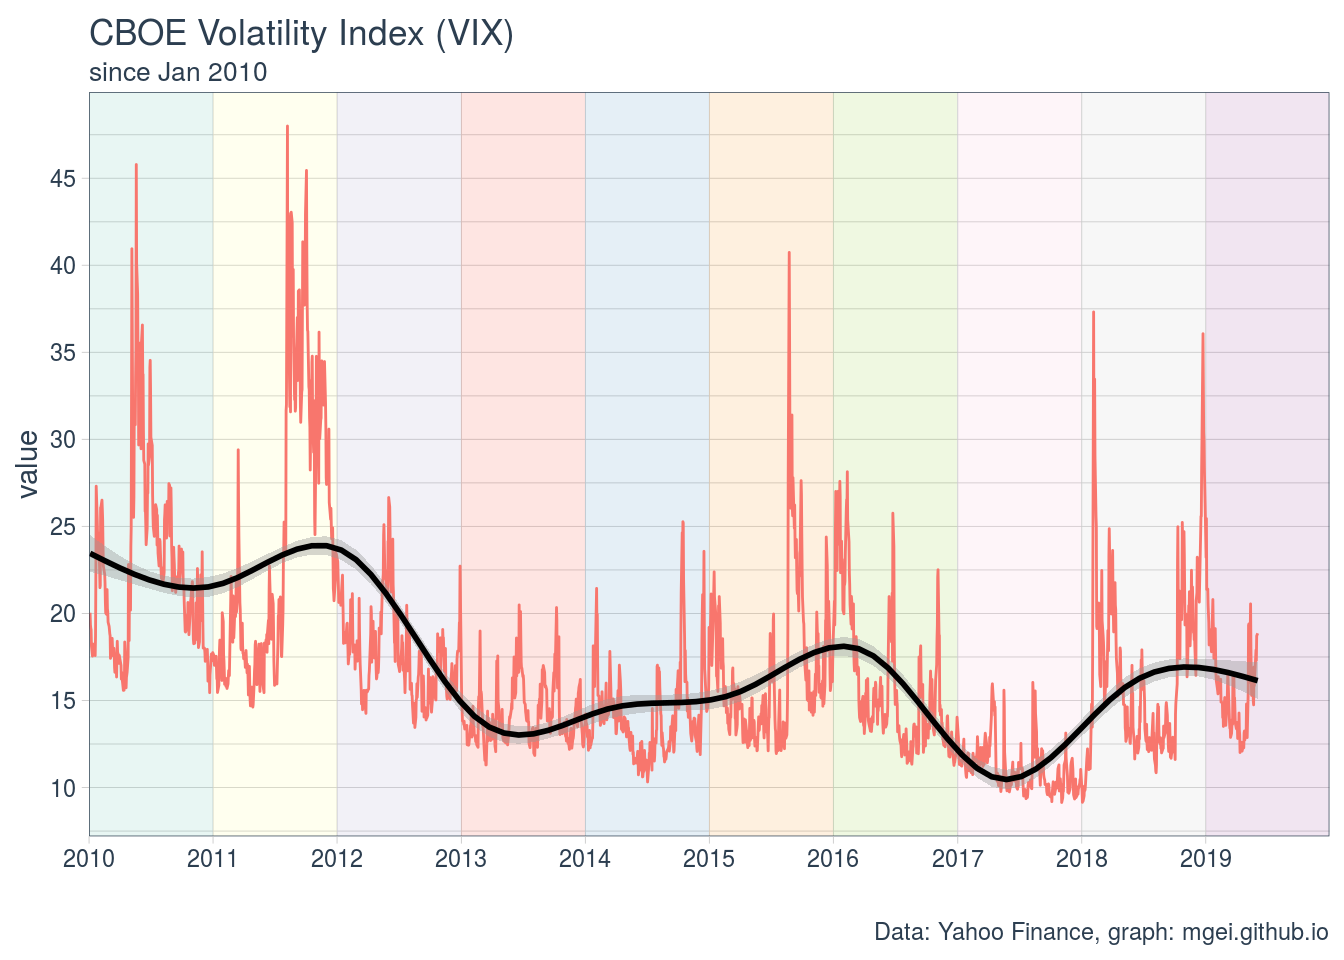 CBOE Volatility Index (VIX)
since Jan 2010
value
45
40
35
30
25
20
15
10
2010 2011 2012 2013 2014 2015 2016 2017 2018 2019
Data: Yahoo Finance, graph: mgei.github.io